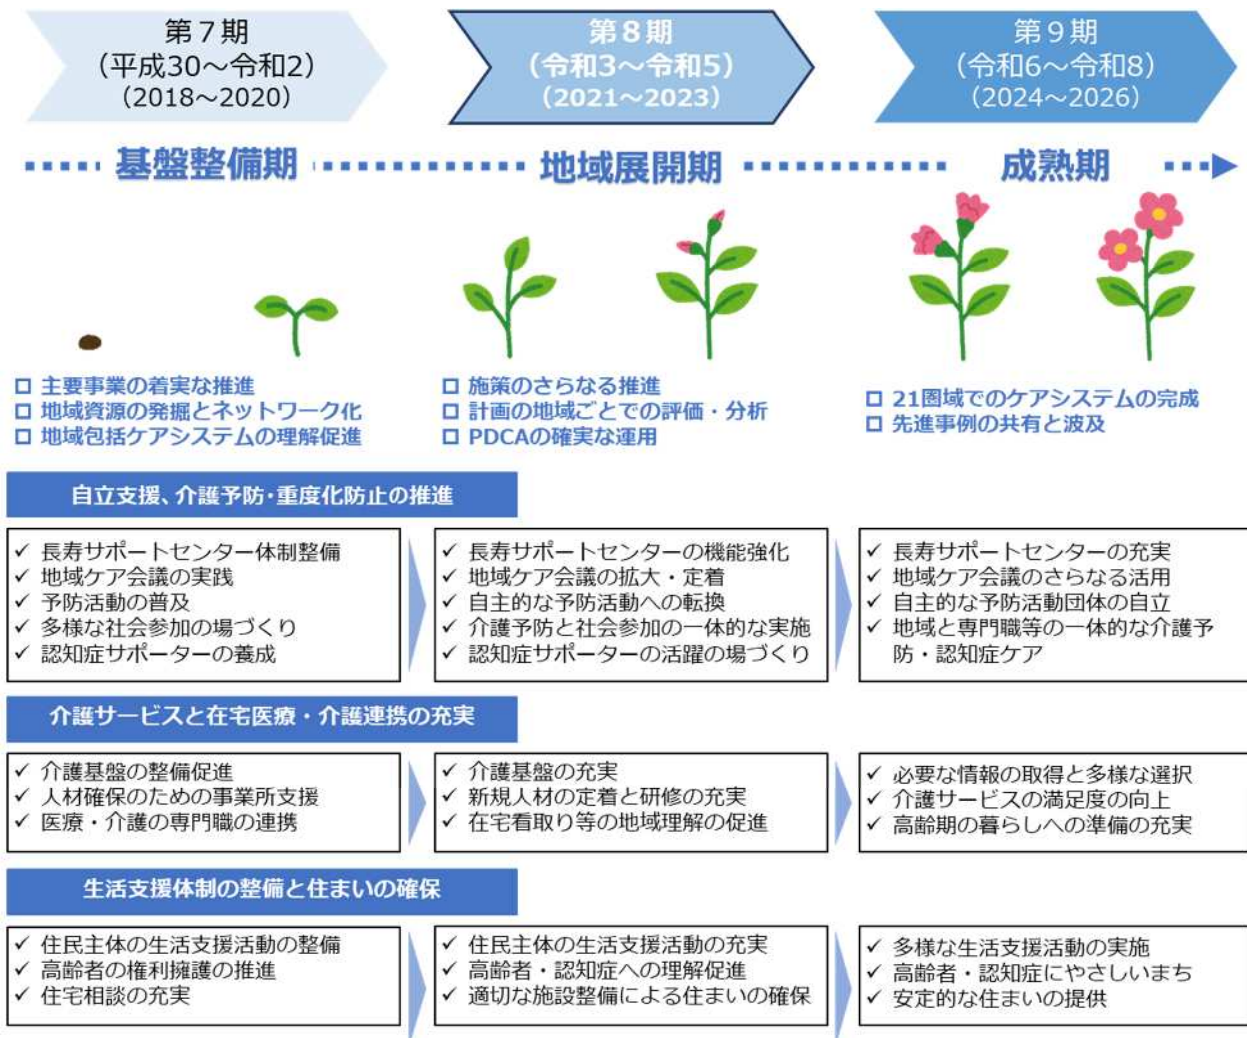 第７期
（平成30～令和2）
（2018～2020）
第８期
（令和3～令和5）
（2021～2023）
第９期
（令和6～令和8）
（2024～2026）
基盤整備期
地域展開期
成熟期
□ 主要事業の着実な推進
□ 地域資源の発掘とネットワーク化
□ 地域包括ケアシステムの理解促進
□ 施策のさらなる推進
□ 計画の地域ごとでの評価・分析
□ PDCAの確実な運用
□ 21圏域でのケアシステムの完成
□ 先進事例の共有と波及
自立支援、介護予防・重度化防止の推進
✓ 長寿サポートセンター体制整備
✓ 地域ケア会議の実践
✓ 予防活動の普及
✓ 多様な社会参加の場づくり
✓ 認知症サポーターの養成
✓ 長寿サポートセンターの機能強化
✓ 地域ケア会議の拡大・定着
✓ 自主的な予防活動への転換
✓ 介護予防と社会参加の一体的な実施
✓ 認知症サポーターの活躍の場づくり
✓ 長寿サポートセンターの充実
✓ 地域ケア会議のさらなる活用
✓ 自主的な予防活動団体の自立
✓ 地域と専門職等の一体的な介護予
防・認知症ケア
介護サービスと在宅医療・介護連携の充実
✓ 介護基盤の整備促進
✓ 人材確保のための事業所支援
✓ 医療・介護の専門職の連携
✓ 介護基盤の充実
✓ 新規人材の定着と研修の充実
✓ 在宅看取り等の地域理解の促進
✓ 必要な情報の取得と多様な選択
✓ 介護サービスの満足度の向上
✓ 高齢期の暮らしへの準備の充実
生活支援体制の整備と住まいの確保
✓ 住民主体の生活支援活動の整備
✓ 高齢者の権利擁護の推進
✓ 住宅相談の充実
✓ 住民主体の生活支援活動の充実
✓ 高齢者・認知症への理解促進
✓ 適切な施設整備による住まいの確保
✓ 多様な生活支援活動の実施
✓ 高齢者・認知症にやさしいまち
✓ 安定的な住まいの提供